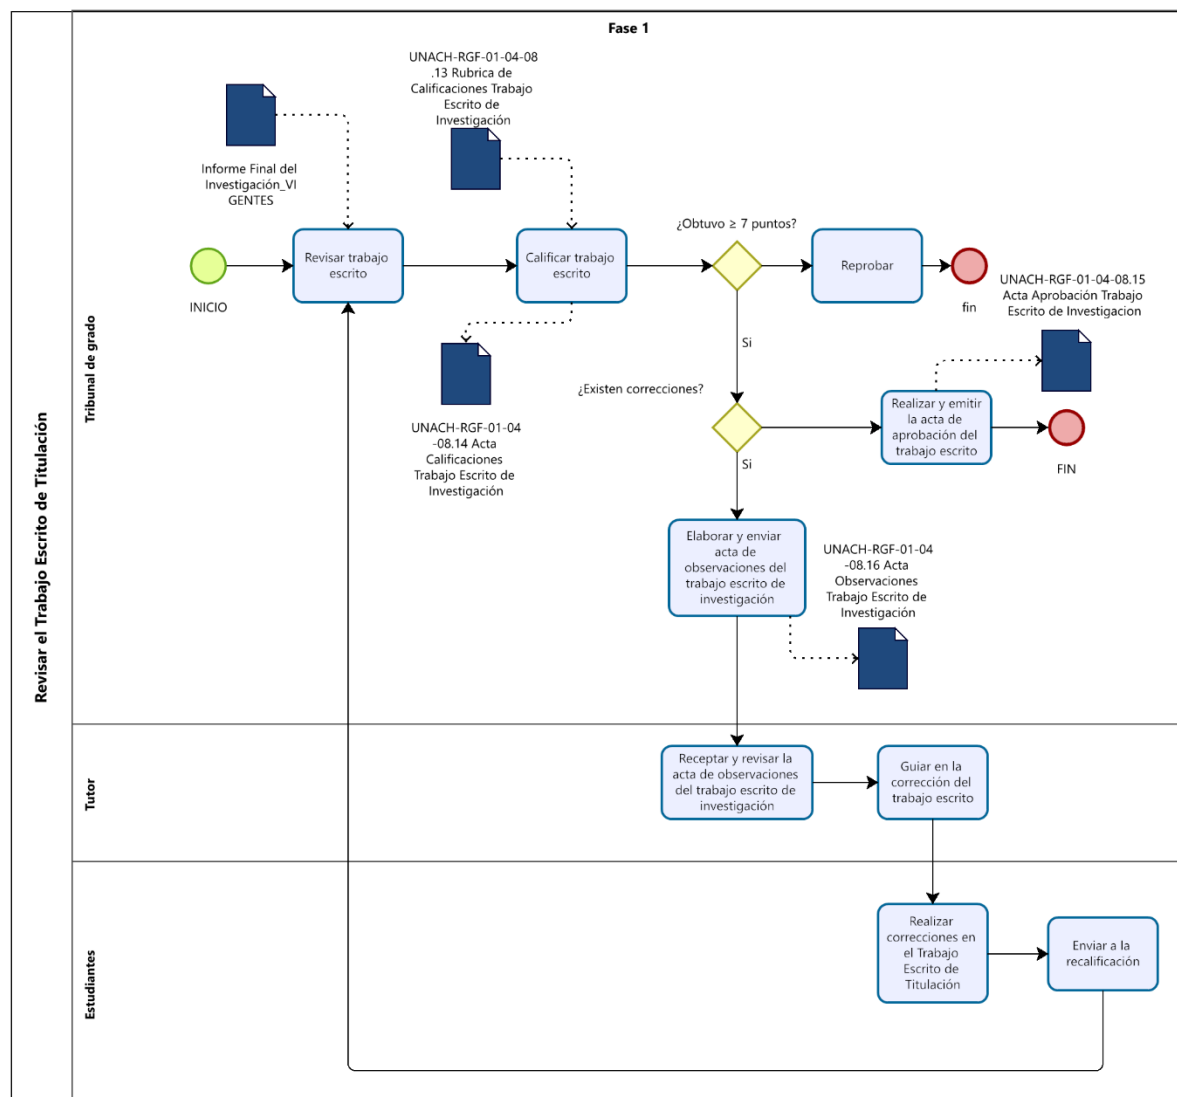 Fase 1
Revisar el Trabajo Escrito de Titulación
Tribunal de grado
UNACH-RGF-01-04-08
.13 Rubrica de
Calificaciones Trabajo
Escrito de
Investigación
Informe Final del
Investigación_VI
GENTES
INICIO
Revisar trabajo
escrito
Calificar trabajo
escrito
¿Obtuvo ≥ 7 puntos?
Reprobar
fin
UNACH-RGF-01-04-08.15
Acta Aprobación Trabajo
Escrito de Investigacion
Si
UNACH-RGF-01-04
-08.14 Acta
Calificaciones
Trabajo Escrito de
Investigación
¿Existen correcciones?
Realizar y emitir
la acta de
aprobación del
trabajo escrito
FIN
Si
Elaborar y enviar
acta de
observaciones del
trabajo escrito de
investigación
UNACH-RGF-01-04
-08.16 Acta
Observaciones
Trabajo Escrito de
Investigación
Tutor
Receptar y revisar la
acta de observaciones
del trabajo escrito de
investigación
Guiar en la
corrección del
trabajo escrito
Estudiantes
Realizar
correcciones en
el Trabajo
Escrito de
Titulación
Enviar a la
recalificación